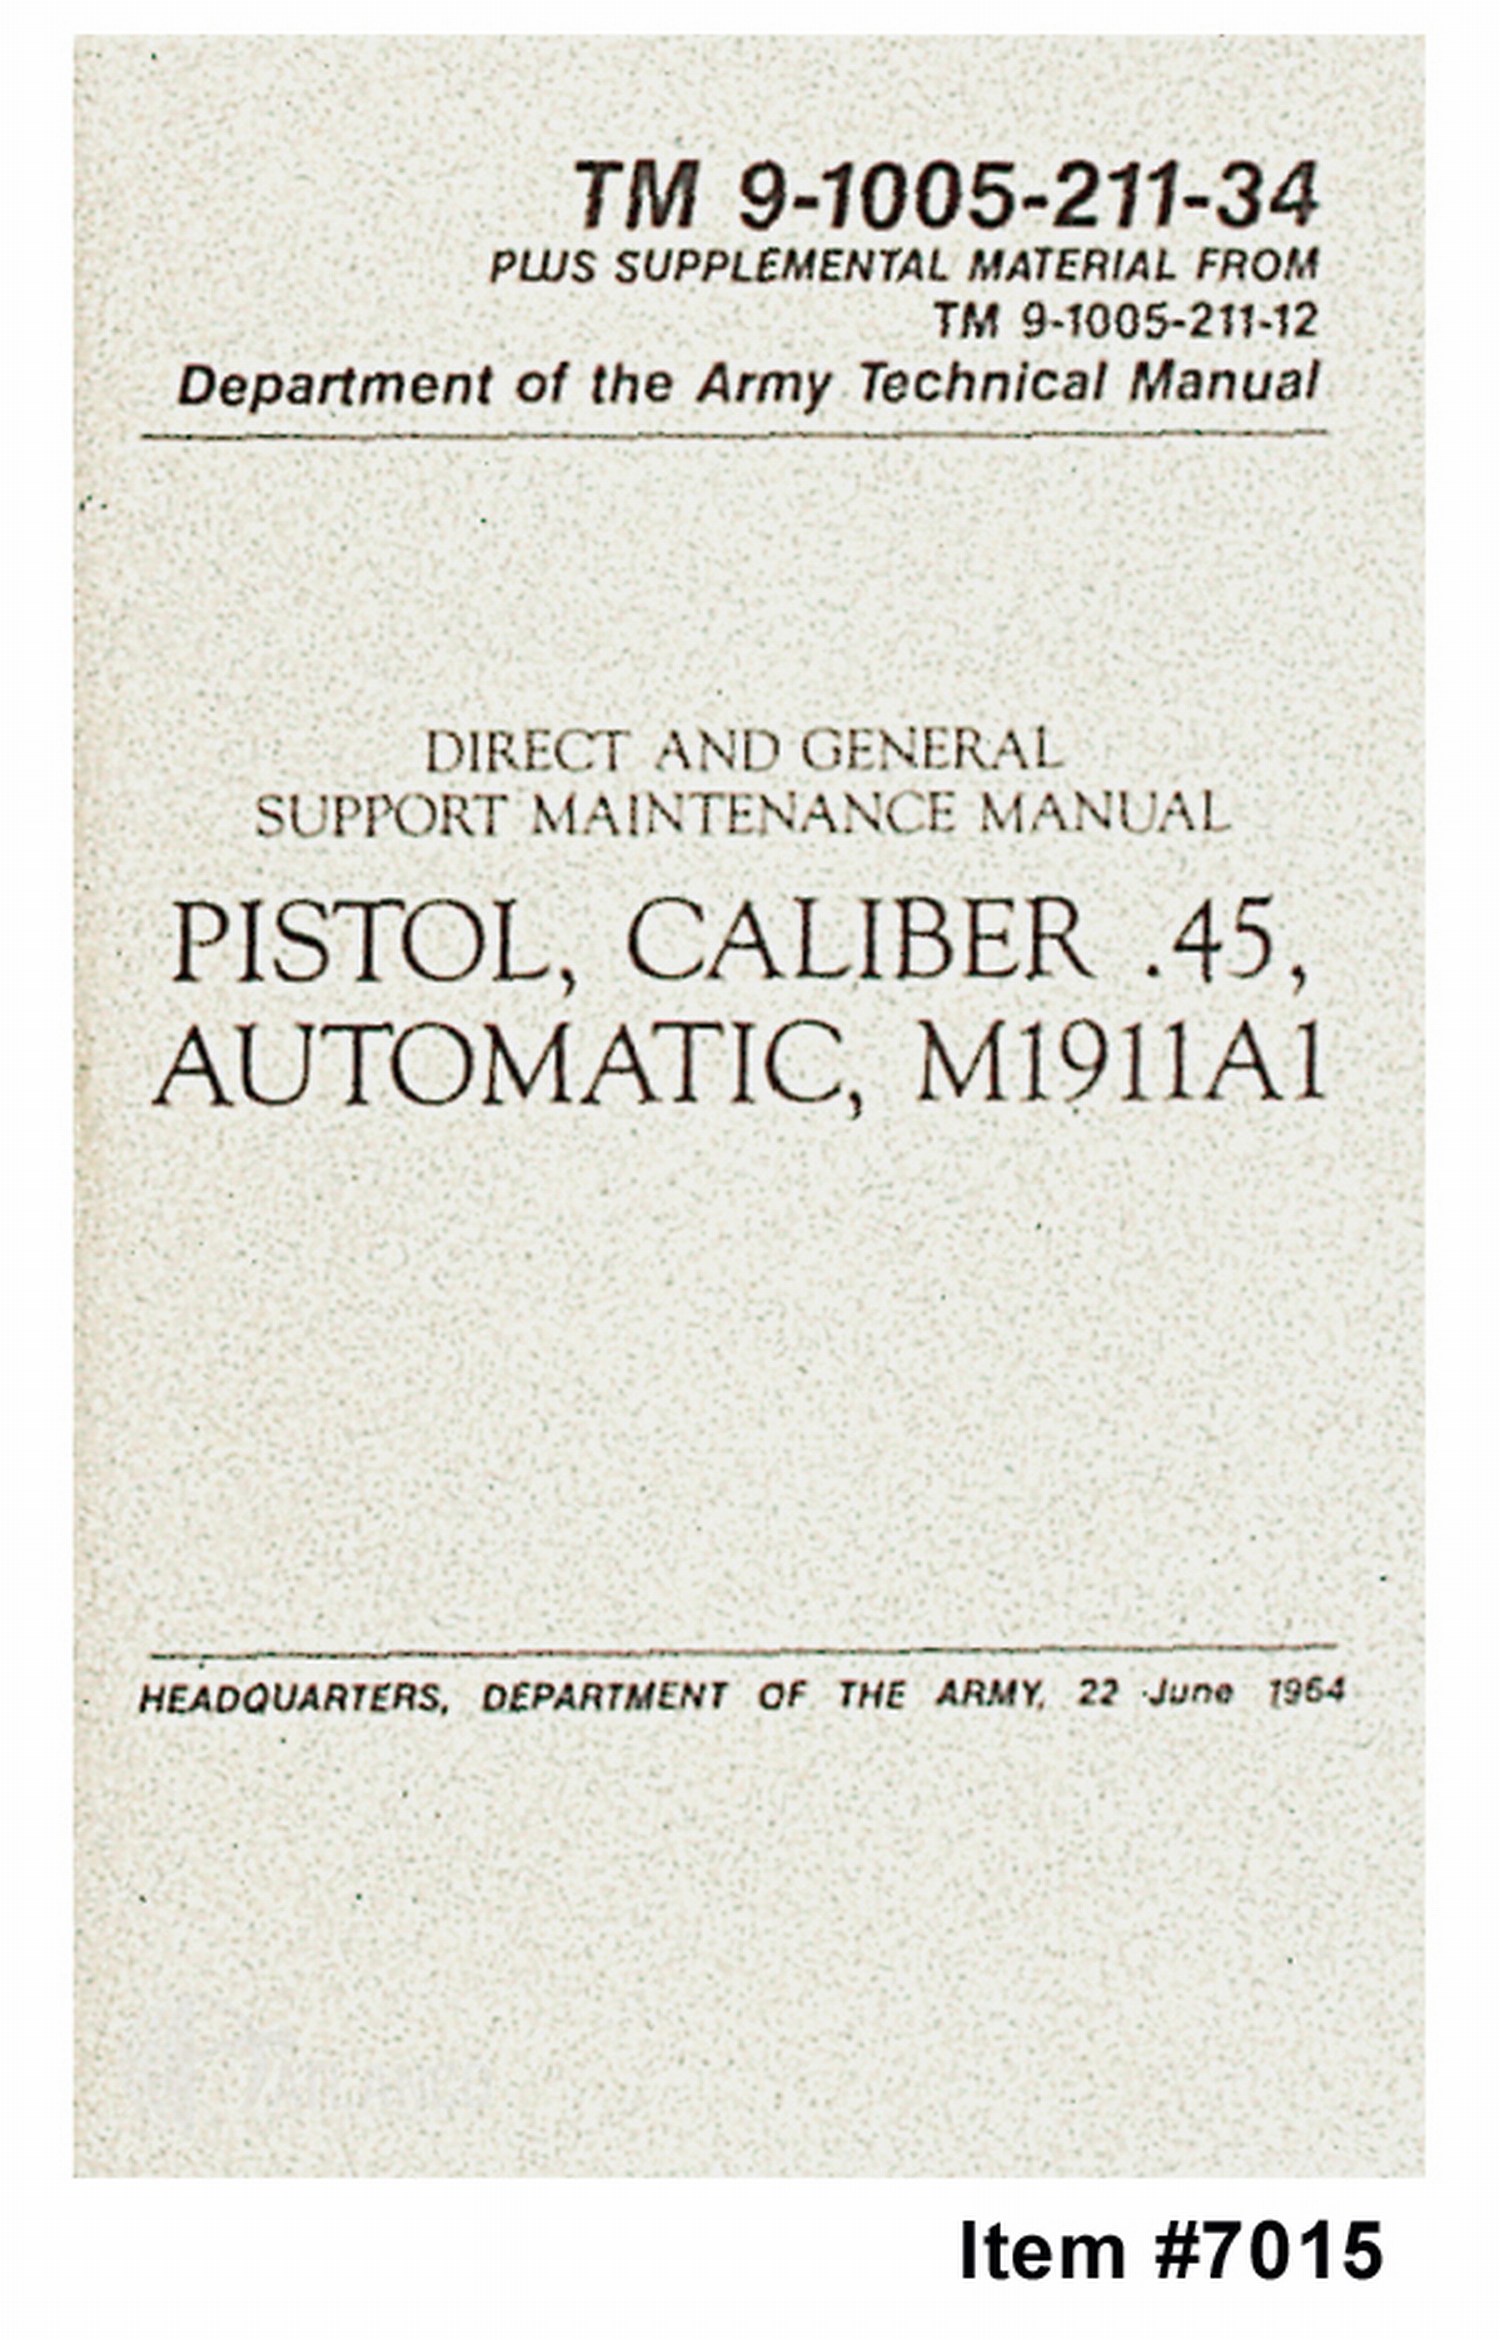 TM 9-1005-211-34
PLUS SUPPLEMENTAL MATERIAL FROM
TM 9-1005-211-12
Department of the Army Technical Manual
DIRECT AND GENERAL
SUPPORT MAINTENANCE MANUAL
PISTOL, CALIBER .45,
AUTOMATIC, M1911A1
HEADQUARTERS, DEPARTMENT OF THE ARMY, 22 June 1964
Item #7015